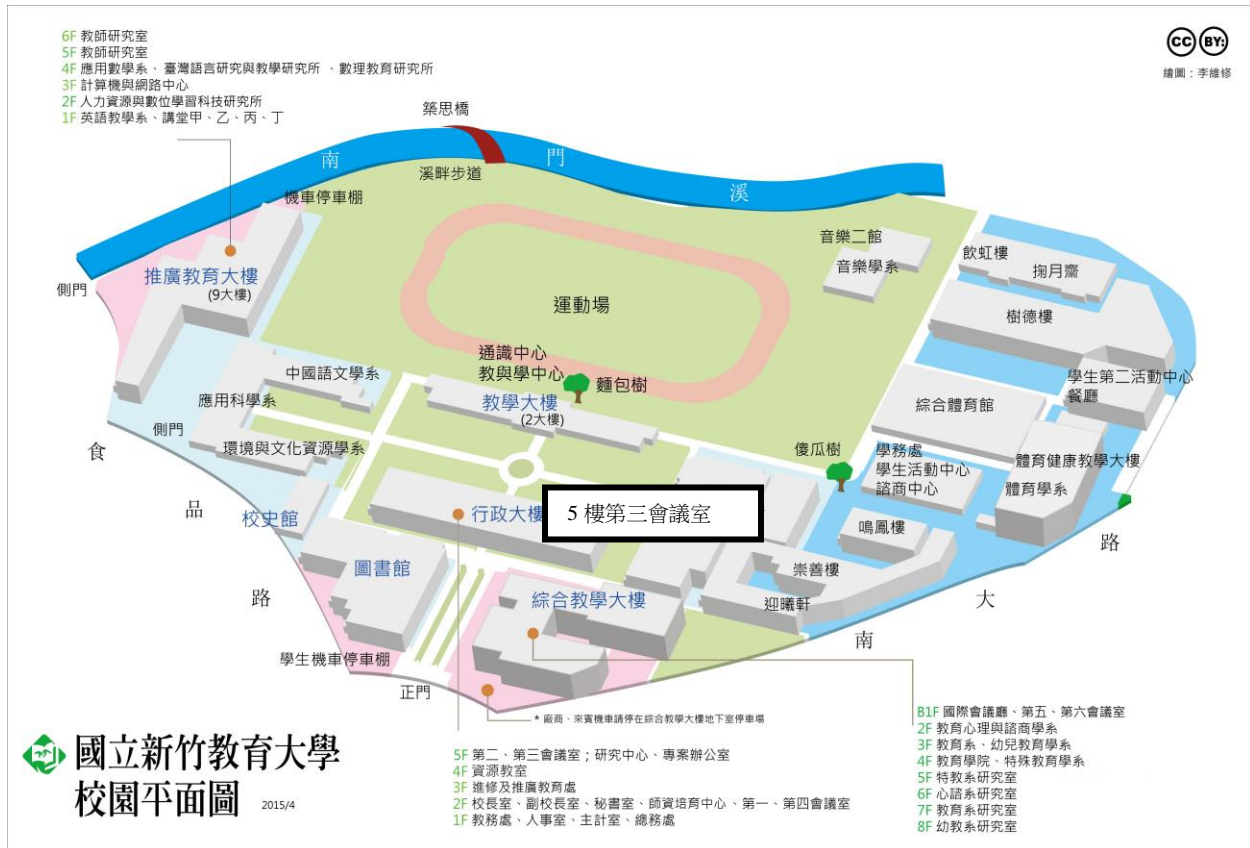 6F 教師研究室
5F 教師研究室
4F 應用數學系、臺灣語言研究與教學研究所 、數理教育研究所
3F 計算機與網路中心
2F 人力資源與數位學習科技研究所
1F 英語教學系、講堂甲、乙、丙、丁
CC BY:
繪圖：李維修
築思橋
南
門
溪
溪畔步道
機車停車棚
側門
推廣教育大樓
(9大樓)
音樂二館
音樂學系
飲虹樓
掬月齋
樹德樓
運動場
通識中心
教與學中心
麵包樹
教學大樓
(2大樓)
中國語文學系
應用科學系
側門
環境與文化資源學系
學生第二活動中心
餐廳
綜合體育館
傻瓜樹
學務處
學生活動中心
諮商中心
體育健康教學大樓
體育學系
食
品
路
校史館
行政大樓
5 樓第三會議室
鳴鳳樓
圖書館
崇善樓
綜合教學大樓
迎曦軒
路
大
南
學生機車停車棚
正門
* 廠商、來賓機車請停在綜合教學大樓地下室停車場
國立新竹教育大學
校園平面圖 2015/4
5F 第二、第三會議室；研究中心、專案辦公室
4F 資源教室
3F 進修及推廣教育處
2F 校長室、副校長室、秘書室、師資培育中心、第一、第四會議室
1F 教務處、人事室、主計室、總務處
B1F 國際會議廳、第五、第六會議室
2F 教育心理與諮商學系
3F 教育系、幼兒教育學系
4F 教育學院、特殊教育學系
5F 特教系研究室
6F 心諮系研究室
7F 教育系研究室
8F 幼教系研究室